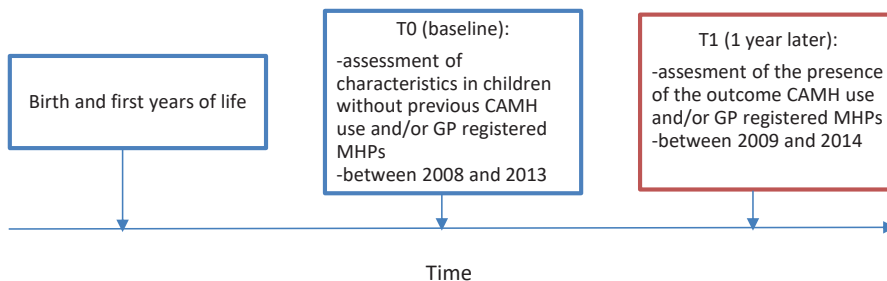 Birth and first years of life
T0 (baseline):
-assessment of
characteristics in children
without previous CAMH
use and/or GP registered
MHPs
-between 2008 and 2013
T1 (1 year later):
-assesment of the presence
of the outcome CAMH use
and/or GP registered MHPs
-between 2009 and 2014
Time